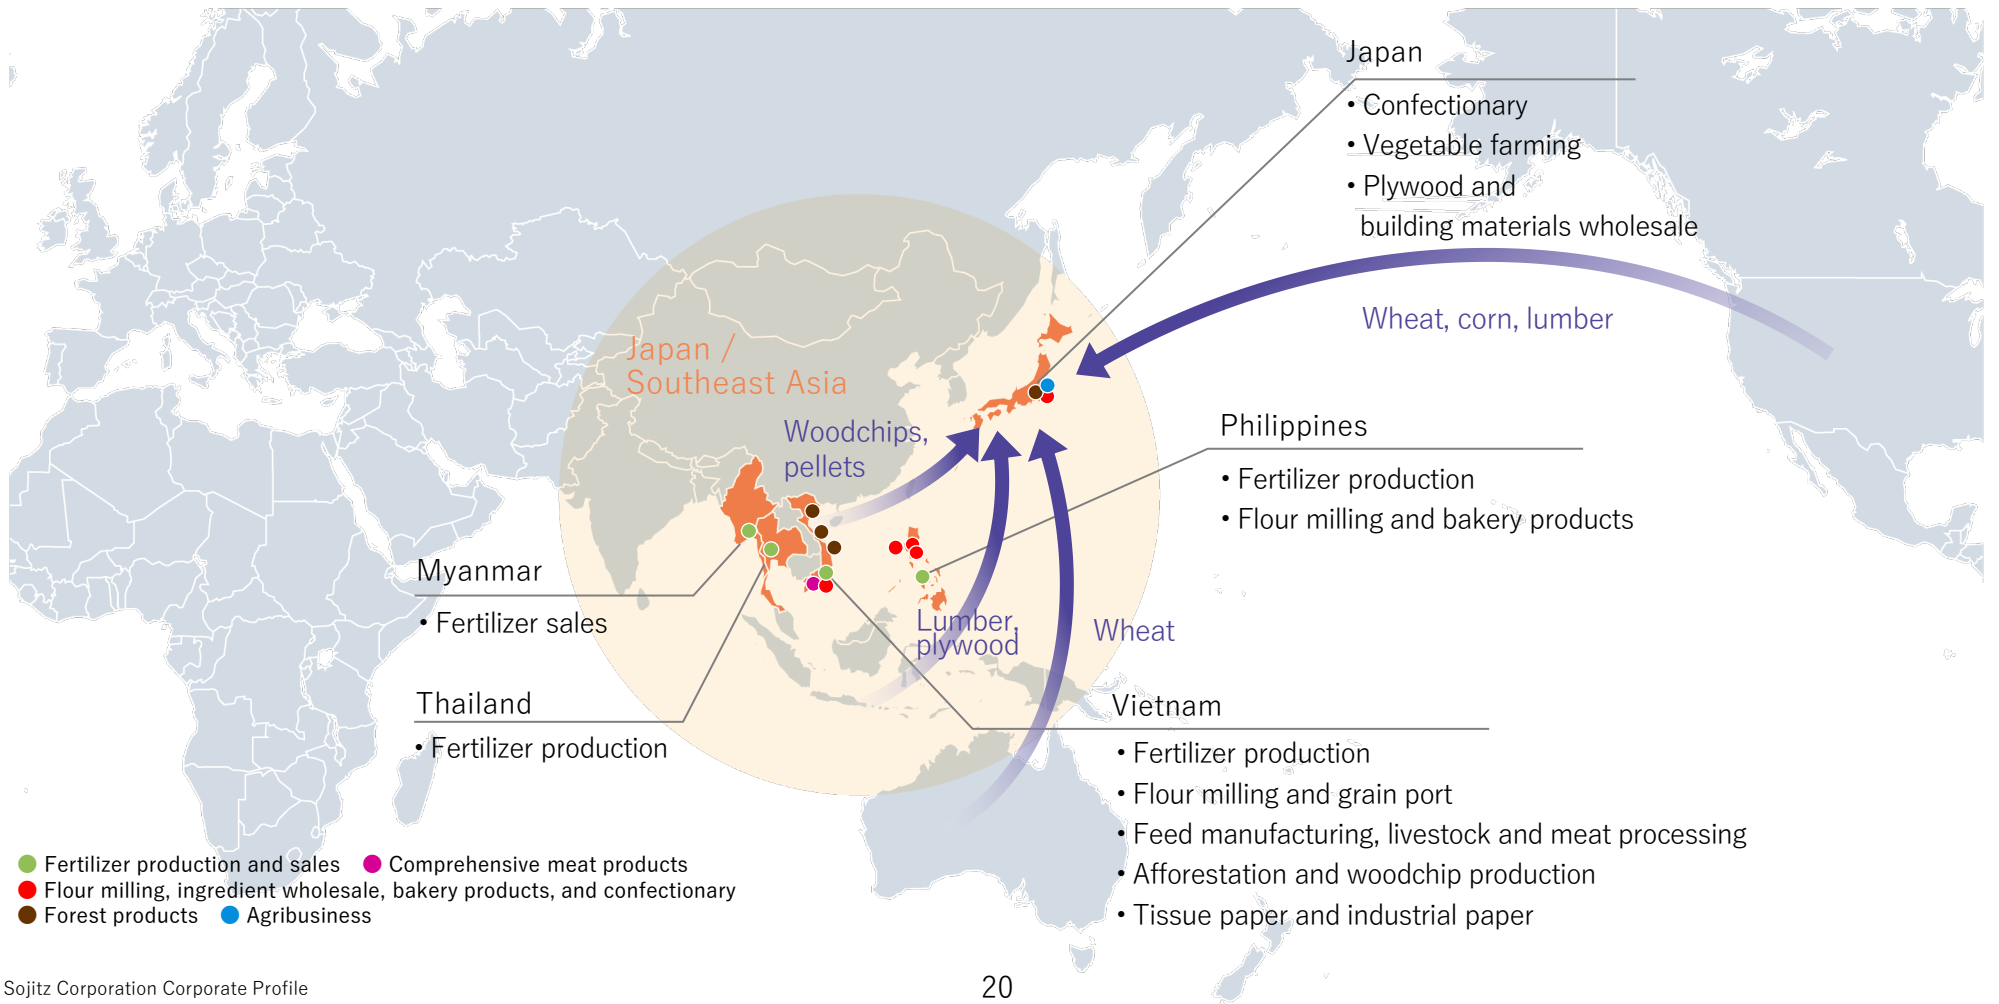 Japan
• Confectionary
• Vegetable farming
• Plywood and
building materials wholesale
Wheat, corn, lumber
Japan /
Southeast Asia
Woodchips,
pellets
Philippines
• Fertilizer production
• Flour milling and bakery products
Myanmar
• Fertilizer sales
Lumber,
plywood
Wheat
Thailand
• Fertilizer production
Vietnam
• Fertilizer production
• Flour milling and grain port
• Feed manufacturing, livestock and meat processing
• Afforestation and woodchip production
• Tissue paper and industrial paper
Fertilizer production and sales
Comprehensive meat products
Flour milling, ingredient wholesale, bakery products, and confectionary
Forest products
Agribusiness
Sojitz Corporation Corporate Profile
20